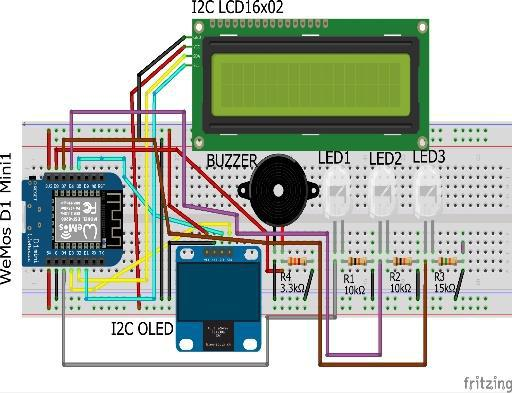 I2C LCD16x02
BUZZER
LED1
LED2
LED3
WeMos D1 Mini1
WeMos
I2C OLED
R4
3.3kΩ
R1
10kΩ
R2
10kΩ
R3
15kΩ
fritzing